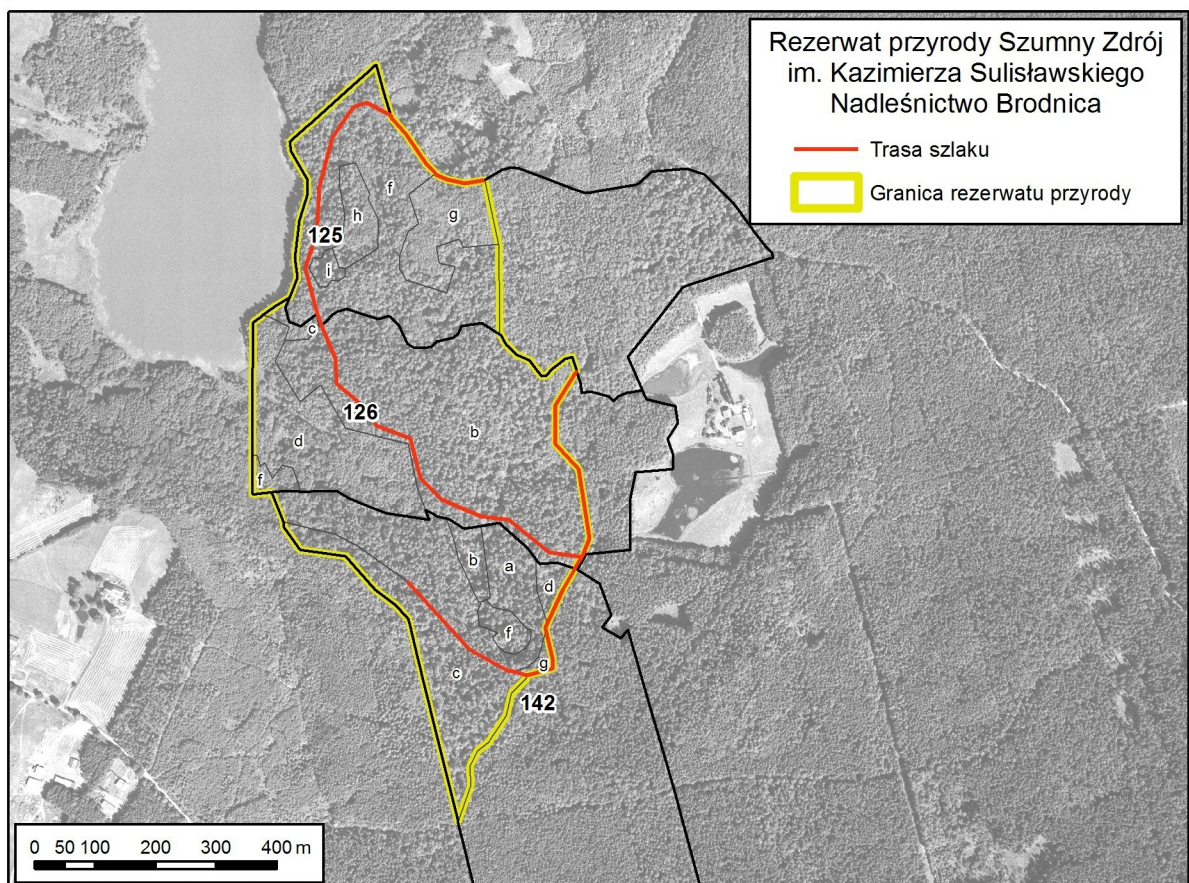 Rezerwat przyrody Szumny Zdrój
im. Kazimierza Sulisławskiego
Nadleśnictwo Brodnica
Trasa szlaku
Granica rezerwatu przyrody
f
h
g
125
i
c
126
b
d
f
b
a
d
f
g
c
142
0 50 100 200 300 400 m